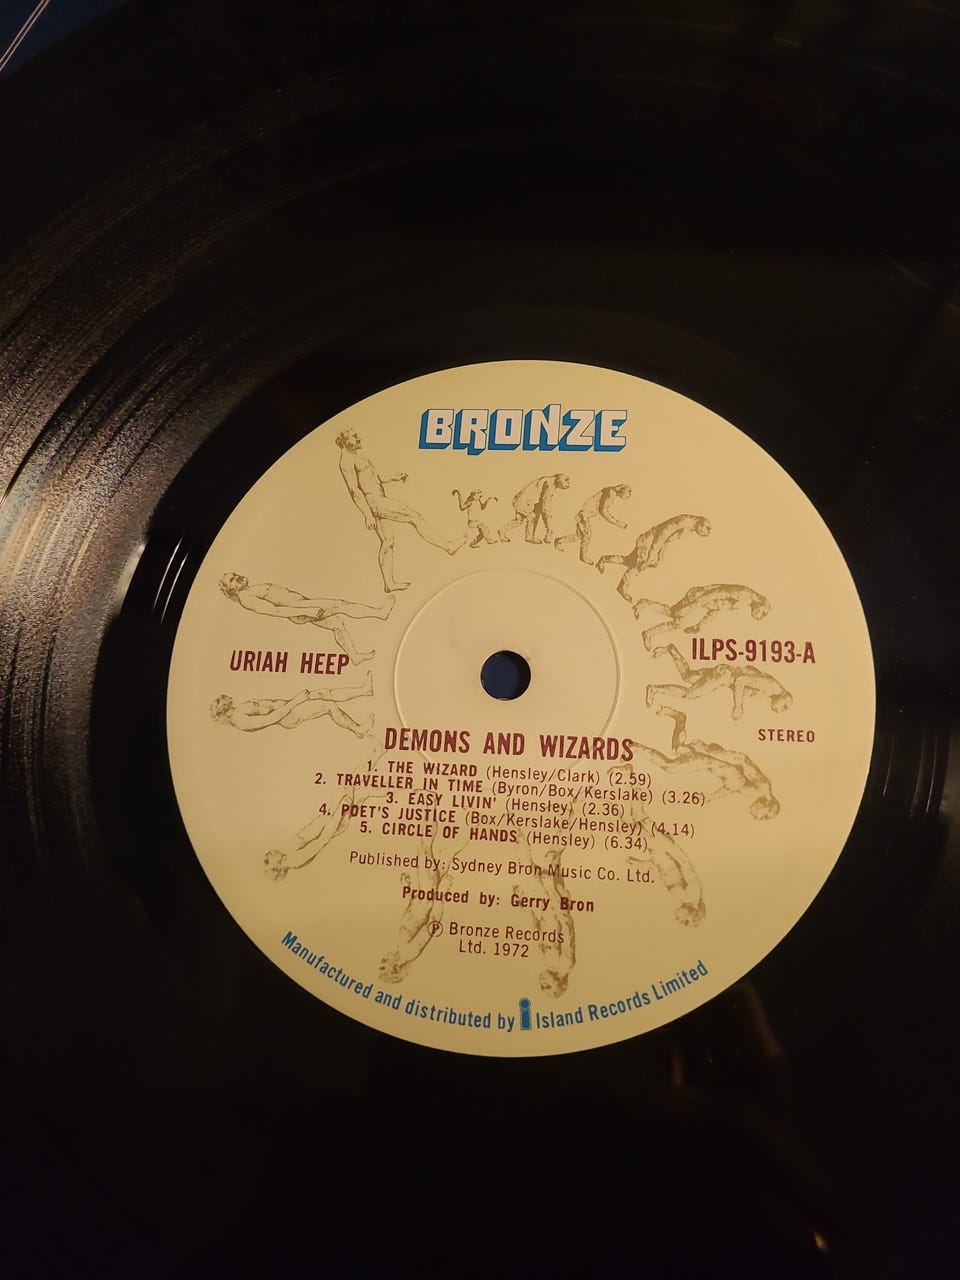 BRONZE
URIAH HEEP
ILPS-9193-A
STEREO
DEMONS AND WIZARDS
1. THE WIZARD (Hensley/Clark) (2.59)
2. TRAVELLER IN TIME (Byron/Box/Kerslake) (3.26)
3. EASY LIVIN' (Hensley) (2.36)
4. POET'S JUSTICE (Box/Kerslake/Hensley) (4.14)
5. CIRCLE OF HANDS (Hensley) (6.34)
Published by: Sydney Bron Music Co. Ltd.
Produced by: Gerry Bron
℗ Bronze Records
Ltd. 1972
Manufactured and distributed by i Island Records Limited